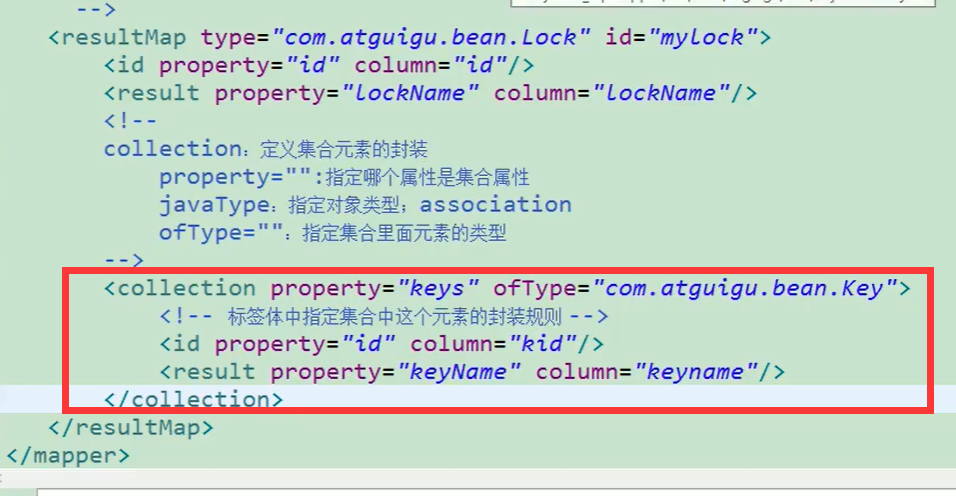 -->
<resultMap type="com.atguigu.bean.Lock" id="mylock">
<id property="id" column="id"/>
<result property="lockName" column="lockName"/>
<!--
collection：定义集合元素的封装
property="":指定哪个属性是集合属性
javaType：指定对象类型；association
ofType=""：指定集合里面元素的类型
-->
<collection property="keys" ofType="com.atguigu.bean.Key">
<!-- 标签体中指定集合中这个元素的封装规则 -->
<id property="id" column="kid"/>
<result property="keyName" column="keyname"/>
</collection>
</resultMap>
</mapper>